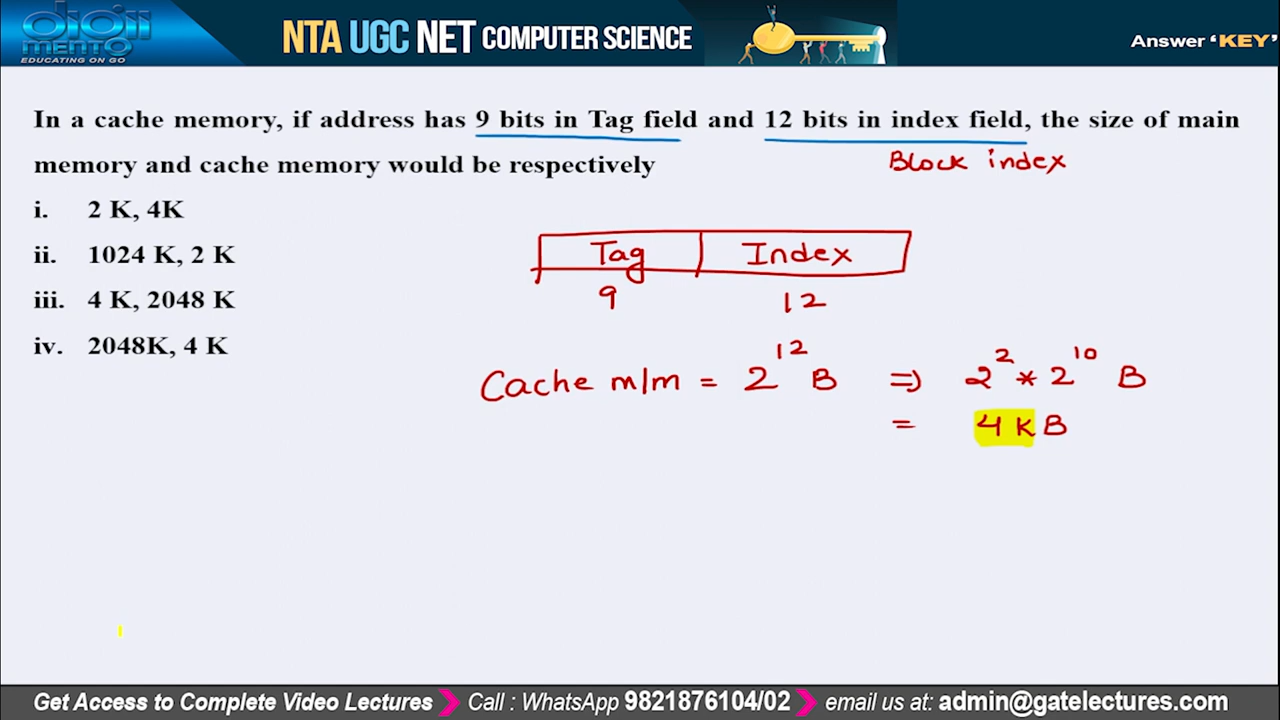 didji
MENTO
EDUCATING ON GO
NTA UGC NET COMPUTER SCIENCE
Answer ‘KEY’
In a cache memory, if address has 9 bits in Tag field and 12 bits in index field, the size of main
memory and cache memory would be respectively
Block index
i. 2 K, 4K
ii. 1024 K, 2 K
iii. 4 K, 2048 K
iv. 2048K, 4 K
Tag Index
9 12
Cache m/m = 2^12 B => 2^2 * 2^10 B
= 4 K B
Get Access to Complete Video Lectures Call : WhatsApp 9821876104/02 email us at: admin@gatelectures.com